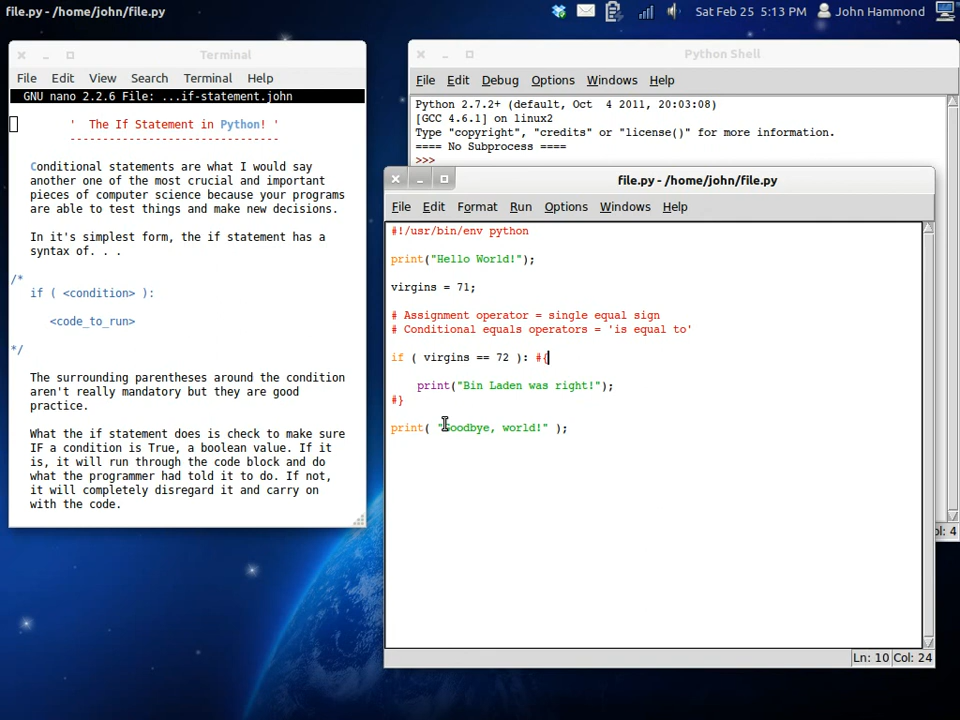 file.py - /home/john/file.py
Sat Feb 25 5:13 PM
John Hammond
Terminal
File Edit View Search Terminal Help
GNU nano 2.2.6 File: ...if-statement.john
' The If Statement in Python! '
------------------------------
Conditional statements are what I would say
another one of the most crucial and important
pieces of computer science because your programs
are able to test things and make new decisions.
In it's simplest form, the if statement has a
syntax of. . .
/*
if ( <condition> ):
<code_to_run>
*/
The surrounding parentheses around the condition
aren't really mandatory but they are good
practice.
What the if statement does is check to make sure
IF a condition is True, a boolean value. If it
is, it will run through the code block and do
what the programmer had told it to do. If not,
it will completely disregard it and carry on
with the code.
Python Shell
File Edit Debug Options Windows Help
Python 2.7.2+ (default, Oct  4 2011, 20:03:08)
[GCC 4.6.1] on linux2
Type "copyright", "credits" or "license()" for more information.
==== No Subprocess ====
>>>
ol: 4
file.py - /home/john/file.py
File Edit Format Run Options Windows Help
#!/usr/bin/env python
print("Hello World!");
virgins = 71;
# Assignment operator = single equal sign
# Conditional equals operators = 'is equal to'
if ( virgins == 72 ): #{
print("Bin Laden was right!");
#}
print( "Goodbye, world!" );
Ln: 10 Col: 24